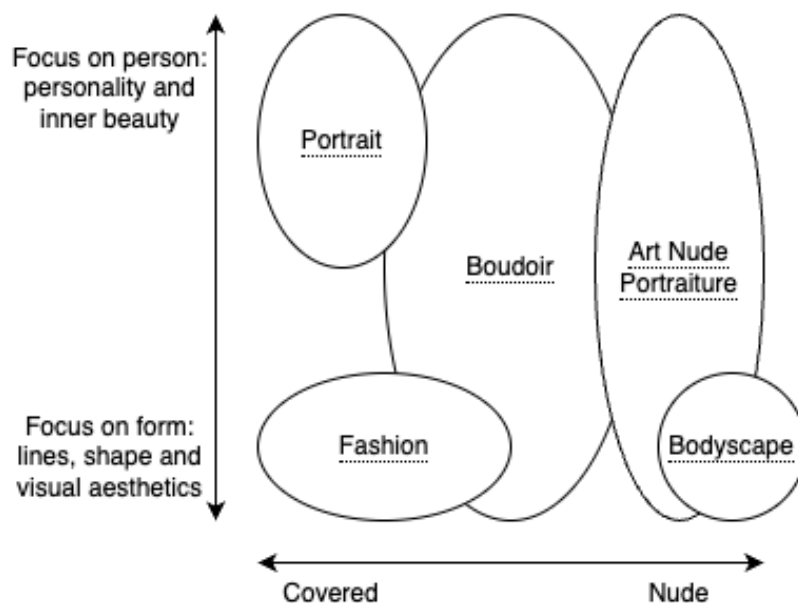 Focus on person:
personality and
inner beauty
Portrait
Boudoir
Art Nude
Portraiture
Focus on form:
lines, shape and
visual aesthetics
Fashion
Bodyscape
Covered
Nude